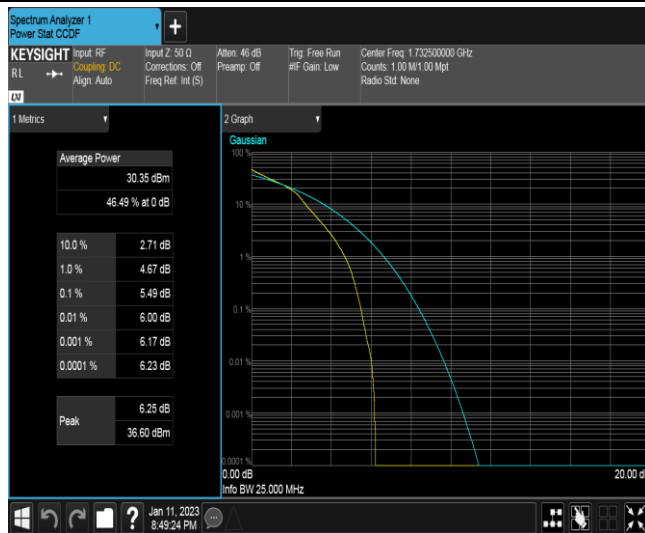 Spectrum Analyzer 1
Power Stat CCDF
+
KEYSIGHT
RL
Input: RF
Coupling: DC
Align: Auto
Input Z: 50 Ω
Corrections: Off
Freq Ref: Int (S)
Atten: 46 dB
Preamp: Off
Trig: Free Run
#IF Gain: Low
Center Freq: 1.732500000 GHz
Counts: 1.00 M/1.00 Mpt
Radio Std: None
1 Metrics
Average Power
30.35 dBm
46.49 % at 0 dB
10.0 % 2.71 dB
1.0 % 4.67 dB
0.1 % 5.49 dB
0.01 % 6.00 dB
0.001 % 6.17 dB
0.0001 % 6.23 dB
Peak
6.25 dB
36.60 dBm
2 Graph
Gaussian
100 %
10 %
1 %
0.1 %
0.01 %
0.001 %
0.0001 %
0.00 dB
20.00 d
Info BW 25.000 MHz
?
Jan 11, 2023
8:49:24 PM